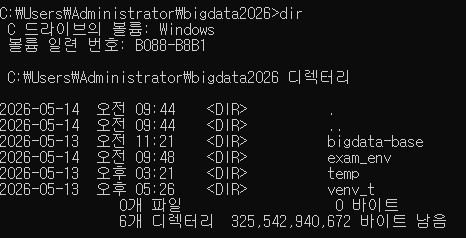 C:₩Users₩Administrator₩bigdata2026>dir
 C 드라이브의 볼륨: Windows
 볼륨 일련 번호: B088-B8B1

 C:₩Users₩Administrator₩bigdata2026 디렉터리

2026-05-14  오전 09:44    <DIR>          .
2026-05-14  오전 09:44    <DIR>          ..
2026-05-13  오전 11:21    <DIR>          bigdata-base
2026-05-14  오전 09:48    <DIR>          exam_env
2026-05-13  오후 03:21    <DIR>          temp
2026-05-13  오후 05:26    <DIR>          venv_t
               0개 파일                   0 바이트
               6개 디렉터리  325,542,940,672 바이트 남음